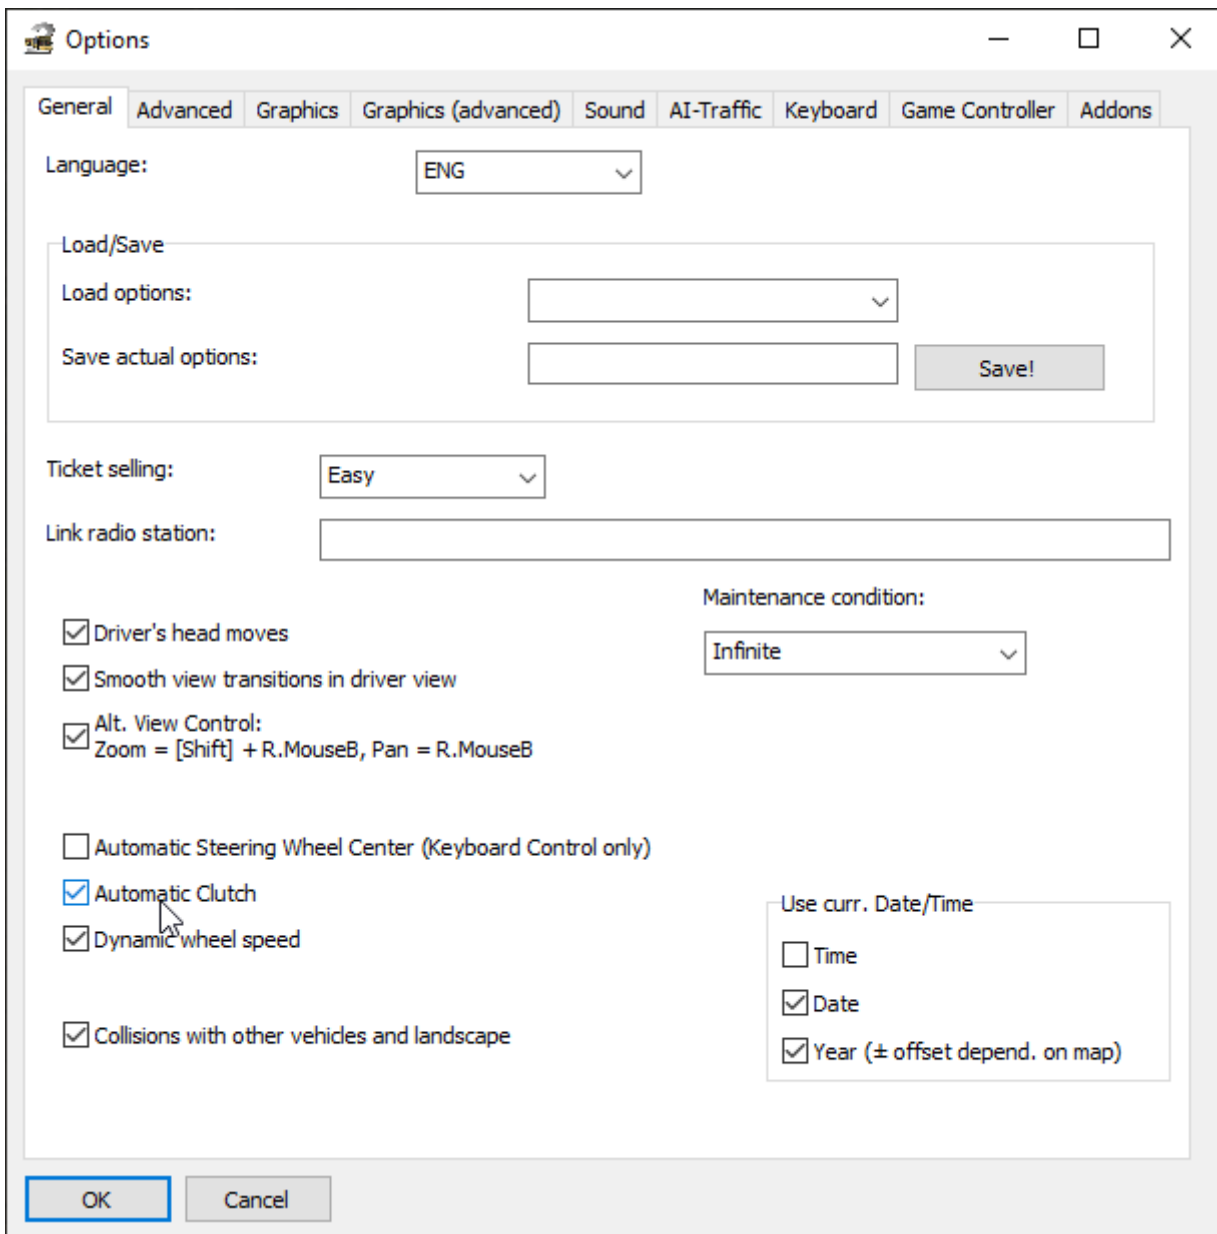 Options
General Advanced Graphics Graphics (advanced) Sound AI-Traffic Keyboard Game Controller Addons
Language: ENG
Load/Save
Load options:
Save actual options: Save!
Ticket selling: Easy
Link radio station:
Maintenance condition:
Driver's head moves
Infinite
Smooth view transitions in driver view
Alt. View Control:
Zoom = [Shift] + R.MouseB, Pan = R.MouseB
Automatic Steering Wheel Center (Keyboard Control only)
Automatic Clutch
Dynamic wheel speed
Collisions with other vehicles and landscape
Use curr. Date/Time
Time
Date
Year (± offset depend. on map)
OK Cancel